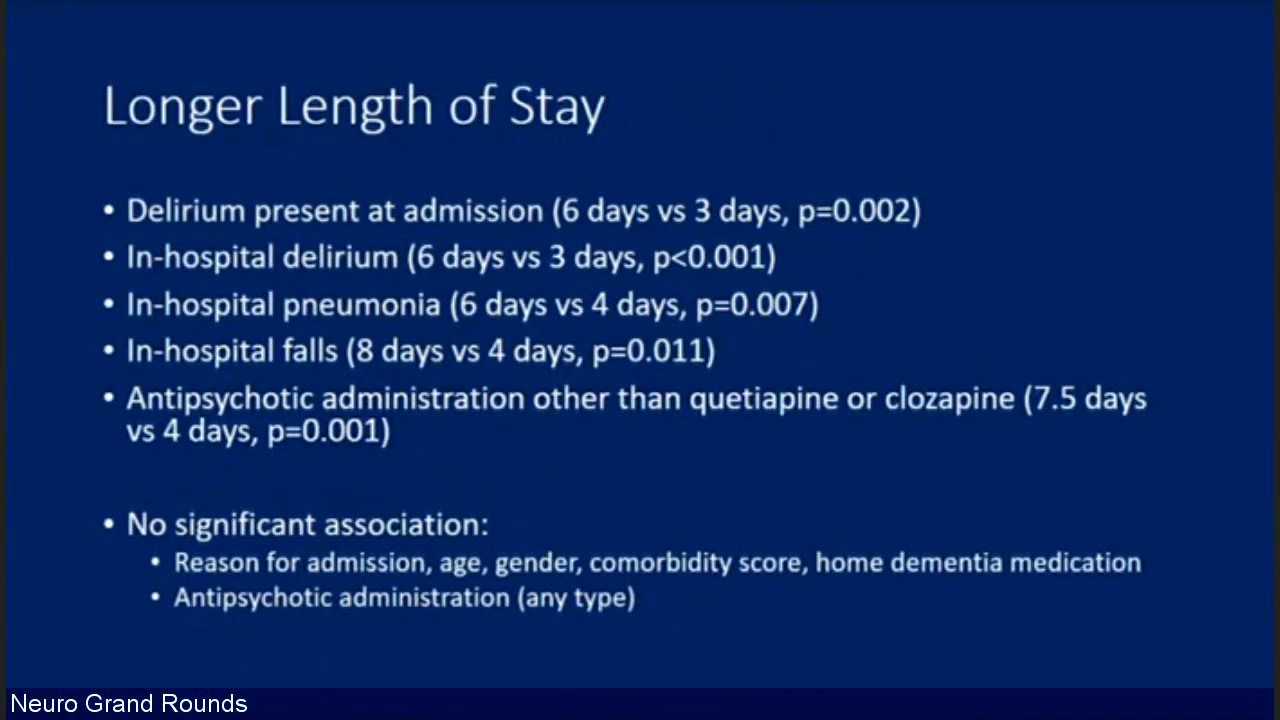 Longer Length of Stay
• Delirium present at admission (6 days vs 3 days, p=0.002)
• In-hospital delirium (6 days vs 3 days, p<0.001)
• In-hospital pneumonia (6 days vs 4 days, p=0.007)
• In-hospital falls (8 days vs 4 days, p=0.011)
• Antipsychotic administration other than quetiapine or clozapine (7.5 days
vs 4 days, p=0.001)
• No significant association:
• Reason for admission, age, gender, comorbidity score, home dementia medication
• Antipsychotic administration (any type)
Neuro Grand Rounds